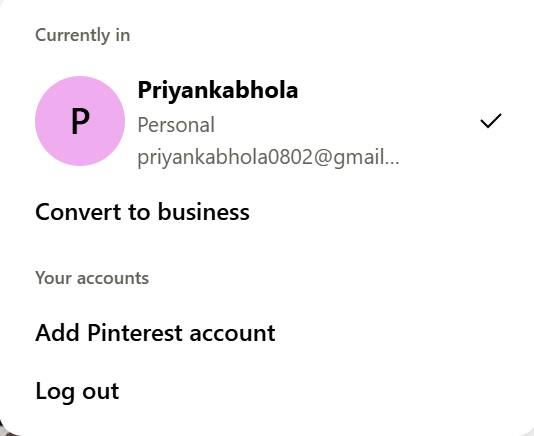 Currently in
P
Priyankabhola
Personal
priyankabhola0802@gmail...
Convert to business
Your accounts
Add Pinterest account
Log out